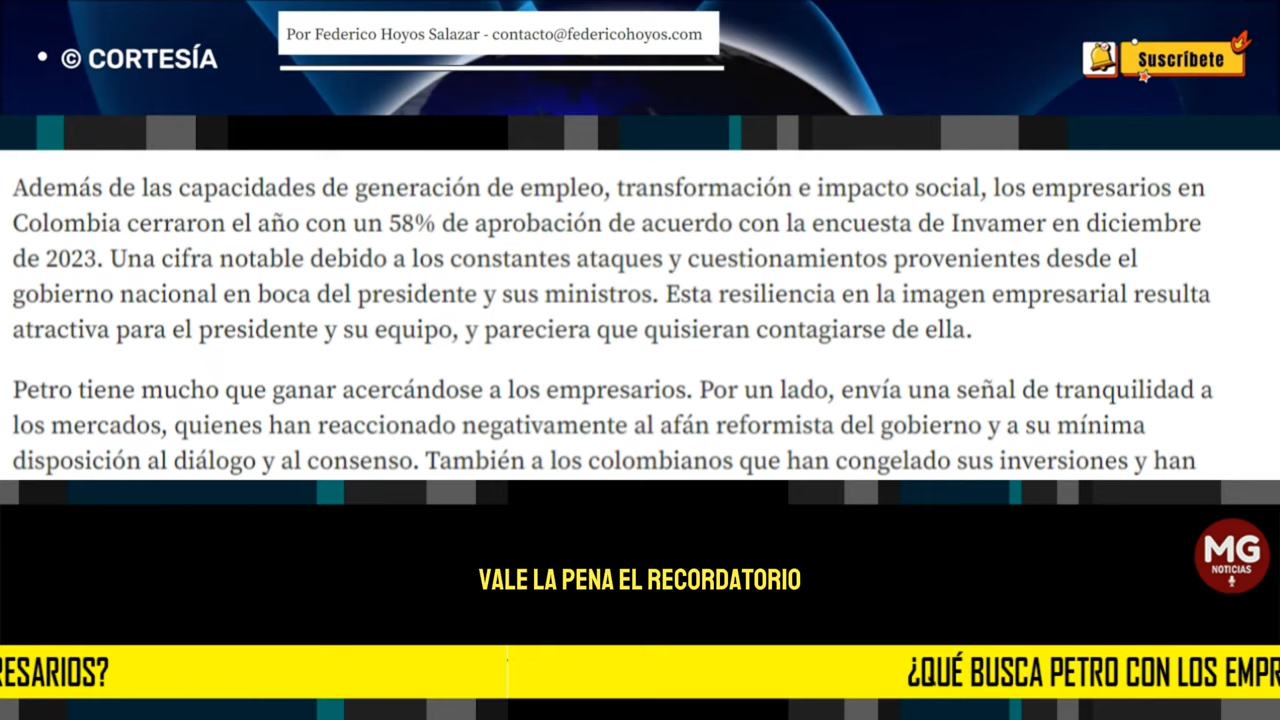 Por Federico Hoyos Salazar - contacto@federicohoyos.com
• © CORTESÍA
Suscríbete
Además de las capacidades de generación de empleo, transformación e impacto social, los empresarios en
Colombia cerraron el año con un 58% de aprobación de acuerdo con la encuesta de Invamer en diciembre
de 2023. Una cifra notable debido a los constantes ataques y cuestionamientos provenientes desde el
gobierno nacional en boca del presidente y sus ministros. Esta resiliencia en la imagen empresarial resulta
atractiva para el presidente y su equipo, y pareciera que quisieran contagiarse de ella.
Petro tiene mucho que ganar acercándose a los empresarios. Por un lado, envía una señal de tranquilidad a
los mercados, quienes han reaccionado negativamente al afán reformista del gobierno y a su mínima
disposición al diálogo y al consenso. También a los colombianos que han congelado sus inversiones y han
MG
NOTICIAS
VALE LA PENA EL RECORDATORIO
RESARIOS?
¿QUÉ BUSCA PETRO CON LOS EMPR